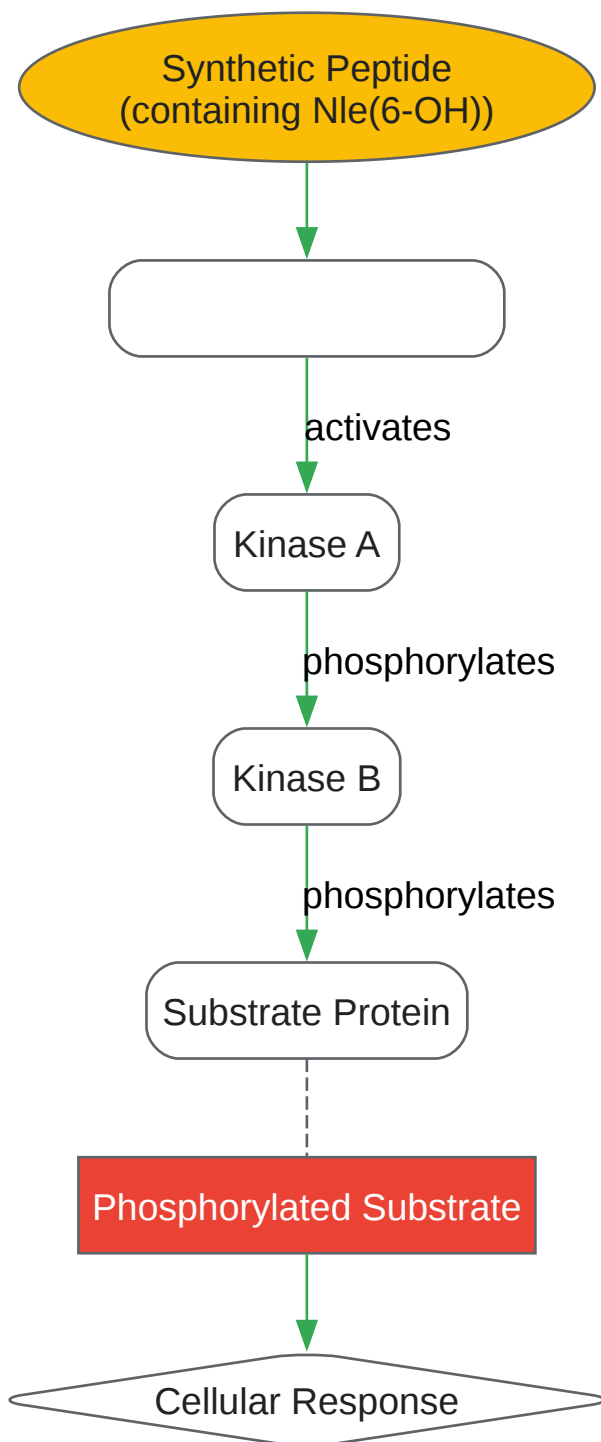 Synthetic Peptide
(containing Nle(6-OH))
activates
Kinase A
phosphorylates
Kinase B
phosphorylates
Substrate Protein
Phosphorylated Substrate
Cellular Response